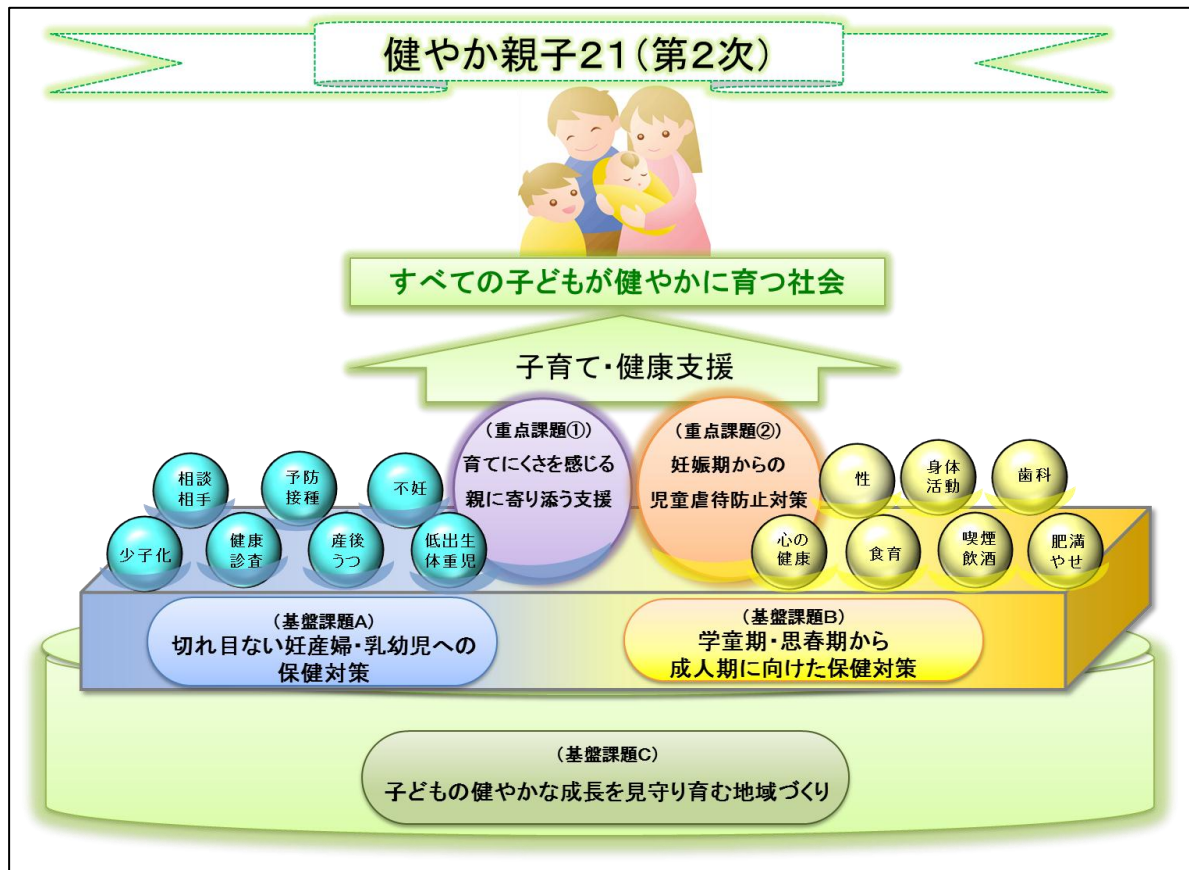 健やか親子21(第2次)
すべての子どもが健やかに育つ社会
子育て・健康支援
(重点課題①)
育てにくさを感じる
親に寄り添う支援
(重点課題②)
妊娠期からの
児童虐待防止対策
相談
相手
予防
接種
不妊
少子化
健康
診査
産後
うつ
低出生
体重児
性
身体
活動
歯科
心の
健康
食育
喫煙
飲酒
肥満
やせ
(基盤課題A)
切れ目ない妊産婦・乳幼児への
保健対策
(基盤課題B)
学童期・思春期から
成人期に向けた保健対策
(基盤課題C)
子どもの健やかな成長を見守り育む地域づくり